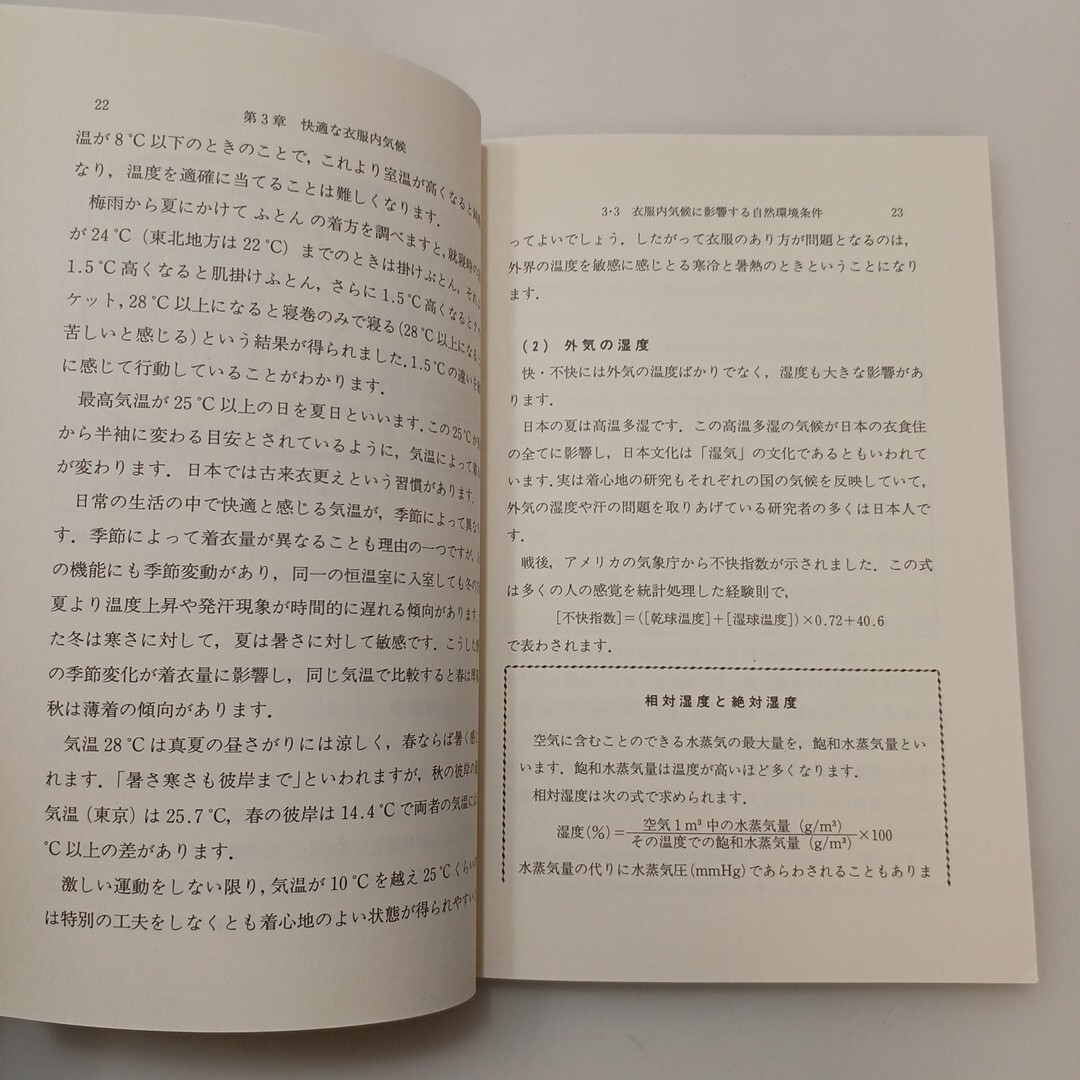 22
第3章 快適な衣服内気候
温が8℃以下のときのことで，これより室温が高くなると
なり，温度を適確に当てることは難しくなります．
梅雨から夏にかけて ふとん の着方を調べますと，就寝時の
が24℃（東北地方は22℃）までのときは掛けぶとん，それ
1.5℃高くなると肌掛けふとん，さらに1.5℃高くなると
ケット，28℃以上になると寝巻のみで寝る（28℃以上になる
苦しいと感じる）という結果が得られました．1.5℃の違いを
に感じて行動していることがわかります．
最高気温が25℃以上の日を夏日といいます．この25℃が
から半袖に変わる目安とされているように，気温によって
が変わります．日本では古来衣更えという習慣があります．
日常の生活の中で快適と感じる気温が，季節によって異な
す．季節によって着衣量が異なることも理由の一つですが，
の機能にも季節変動があり，同一の恒温室に入室しても冬の
夏より温度上昇や発汗現象が時間的に遅れる傾向があります．
た冬は寒さに対して，夏は暑さに対して敏感です．こうした
の季節変化が着衣量に影響し，同じ気温で比較すると春は
秋は薄着の傾向があります．
気温28℃は真夏の昼さがりには涼しく，春ならば暑く感
れます．「暑さ寒さも彼岸まで」といわれますが，秋の彼岸の
気温（東京）は25.7℃，春の彼岸は14.4℃で両者の気温には
℃以上の差があります．
激しい運動をしない限り，気温が10℃を越え25℃くらい
は特別の工夫をしなくとも着心地のよい状態が得られやすい
3・3 衣服内気候に影響する自然環境条件 23
ってよいでしょう．したがって衣服のあり方が問題となるのは，
外界の温度を敏感に感じとる寒冷と暑熱のときということになり
ます．
（2） 外気の湿度
快・不快には外気の温度ばかりでなく，湿度も大きな影響があ
ります．
日本の夏は高温多湿です．この高温多湿の気候が日本の衣食住
の全てに影響し，日本文化は「湿気」の文化であるともいわれて
います．実は着心地の研究もそれぞれの国の気候を反映していて，
外気の湿度や汗の問題を取りあげている研究者の多くは日本人で
す．
戦後，アメリカの気象庁から不快指数が示されました．この式
は多くの人の感覚を統計処理した経験則で，
［不快指数］＝（［乾球温度］＋［湿球温度］）×0.72＋40.6
で表わされます．
相対湿度と絶対湿度
空気に含むことのできる水蒸気の最大量を，飽和水蒸気量とい
います．飽和水蒸気量は温度が高いほど多くなります．
相対湿度は次の式で求められます．
湿度（%）＝空気1m³中の水蒸気量（g/m³）/その温度での飽和水蒸気量（g/m³）×100
水蒸気量の代りに水蒸気圧（mmHg）であらわされることもありま